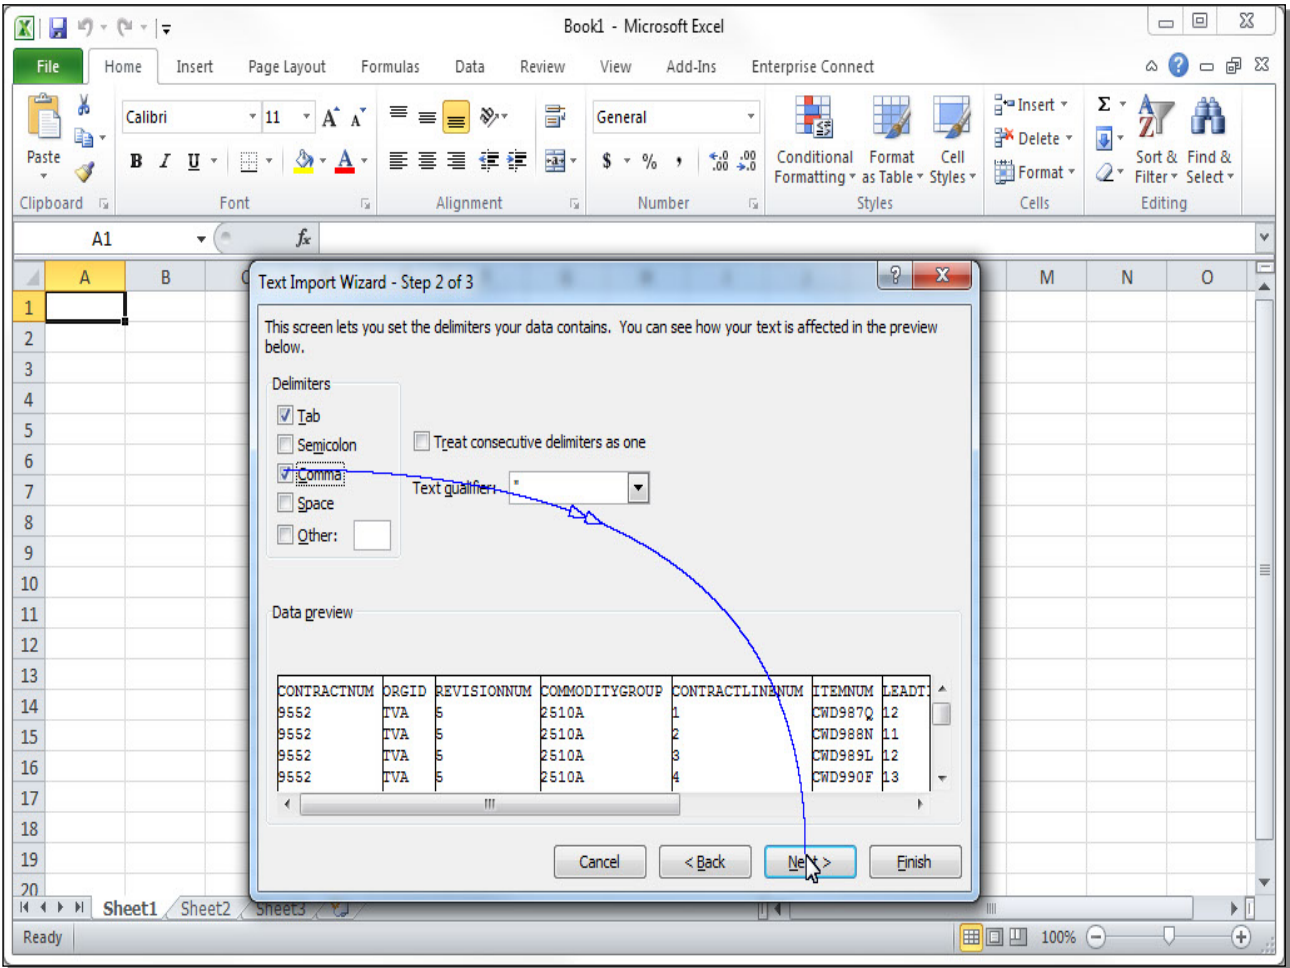 Book1 - Microsoft Excel
File Home Insert Page Layout Formulas Data Review View Add-Ins Enterprise Connect
Calibri 11 A A General Insert
Delete
Paste B I U A $ % , .00 .0 Conditional Format Cell Sort & Find &
Formatting as Table Styles Format Filter Select
Clipboard Font Alignment Number Styles Cells Editing
A1 fx
A B C M N O
Text Import Wizard - Step 2 of 3
This screen lets you set the delimiters your data contains. You can see how your text is affected in the preview
below.
Delimiters
Tab
Semicolon Treat consecutive delimiters as one
Comma
Text qualifier: "
Space
Other:
Data preview
CONTRACTNUM ORGID REVISIONNUM COMMODITYGROUP CONTRACTLINENUM ITEMNUM LEADTI
9552 TVA 5 2510A 1 CWD987Q 12
9552 TVA 5 2510A 2 CWD988N 11
9552 TVA 5 2510A 3 CWD989L 12
9552 TVA 5 2510A 4 CWD990F 13
Cancel < Back Next > Finish
1
2
3
4
5
6
7
8
9
10
11
12
13
14
15
16
17
18
19
20
Sheet1 Sheet2 Sheet3
Ready 100%